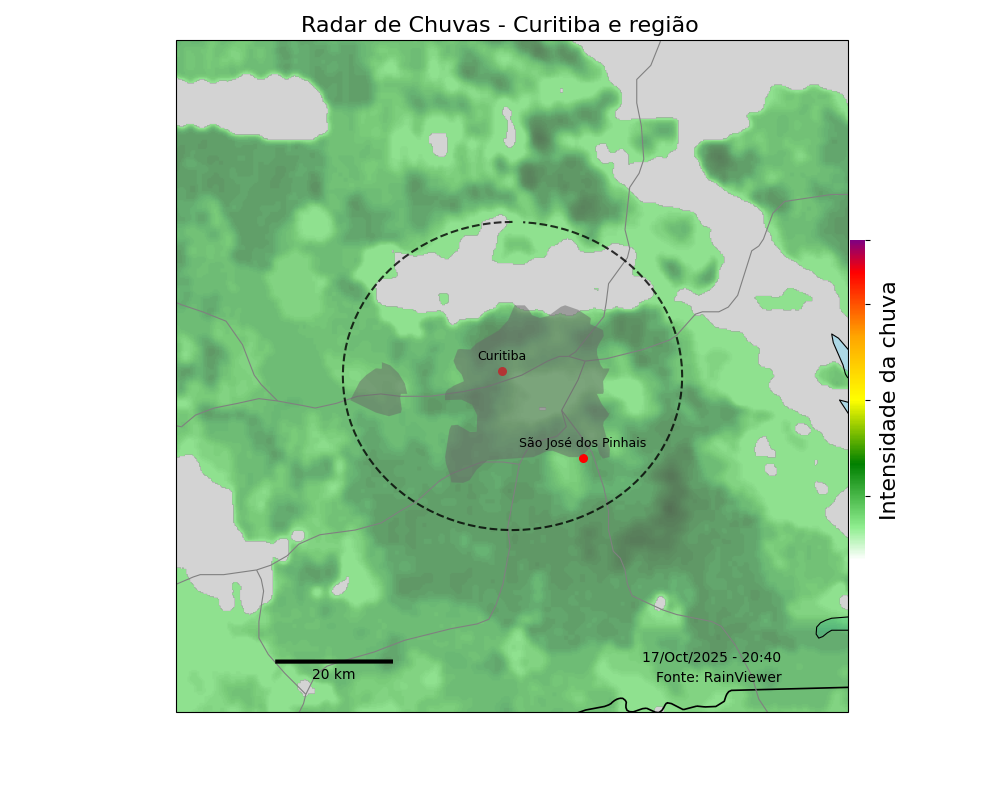 Radar de Chuvas - Curitiba e região
Curitiba
São José dos Pinhais
Intensidade da chuva
20 km
17/Oct/2025 - 20:40
Fonte: RainViewer